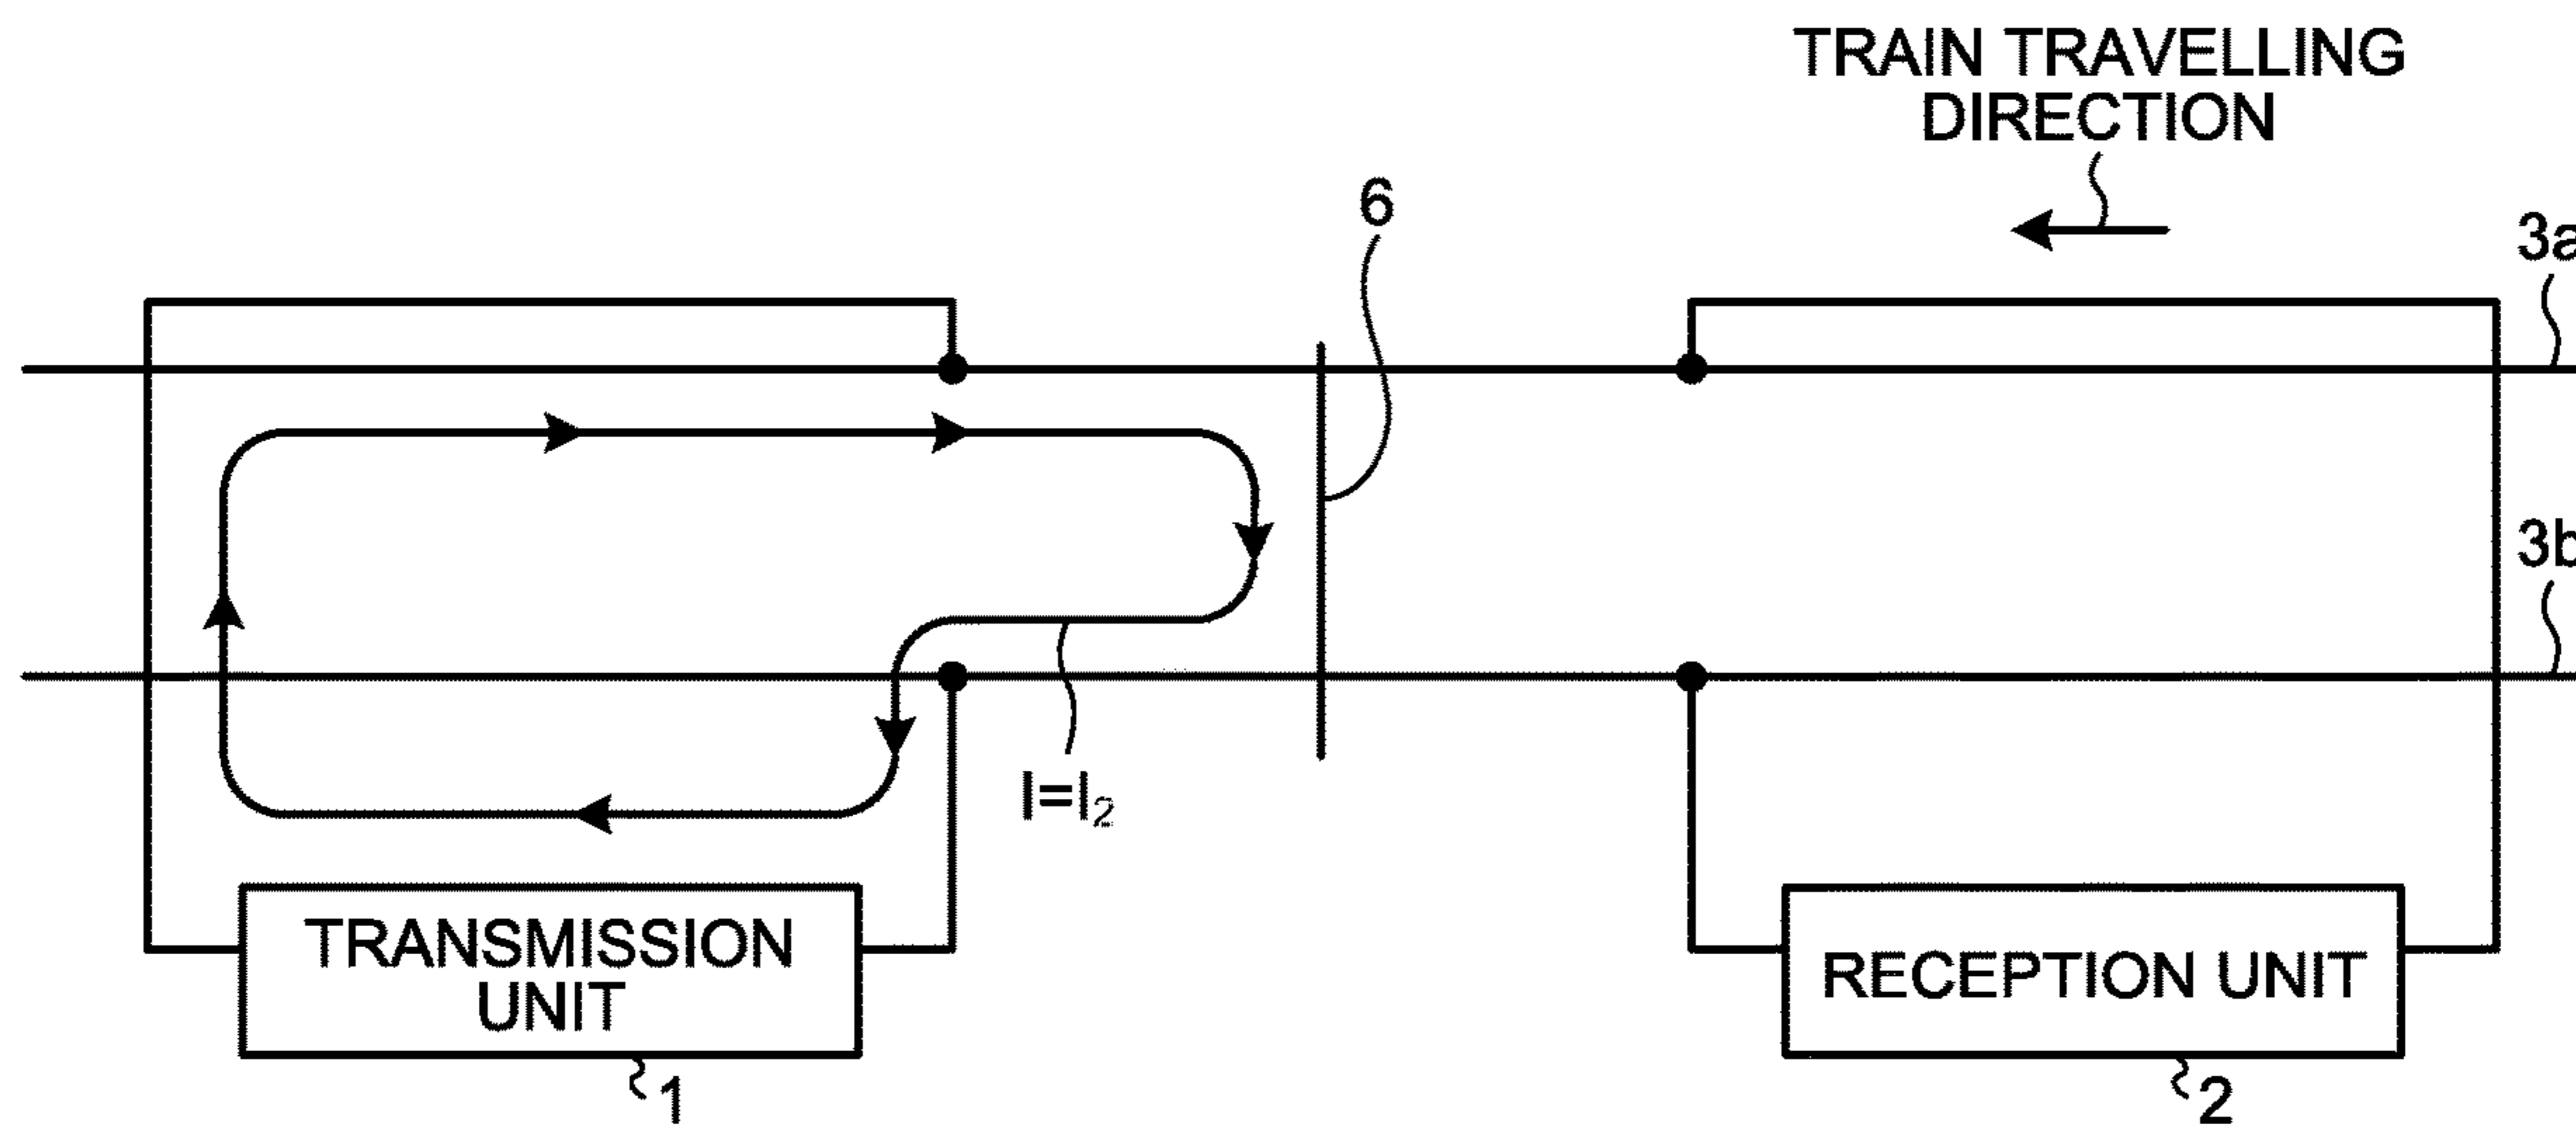 TRAIN TRAVELLING
DIRECTION
6
3a
3b
I=I₂
TRANSMISSION
UNIT
RECEPTION UNIT
1
2